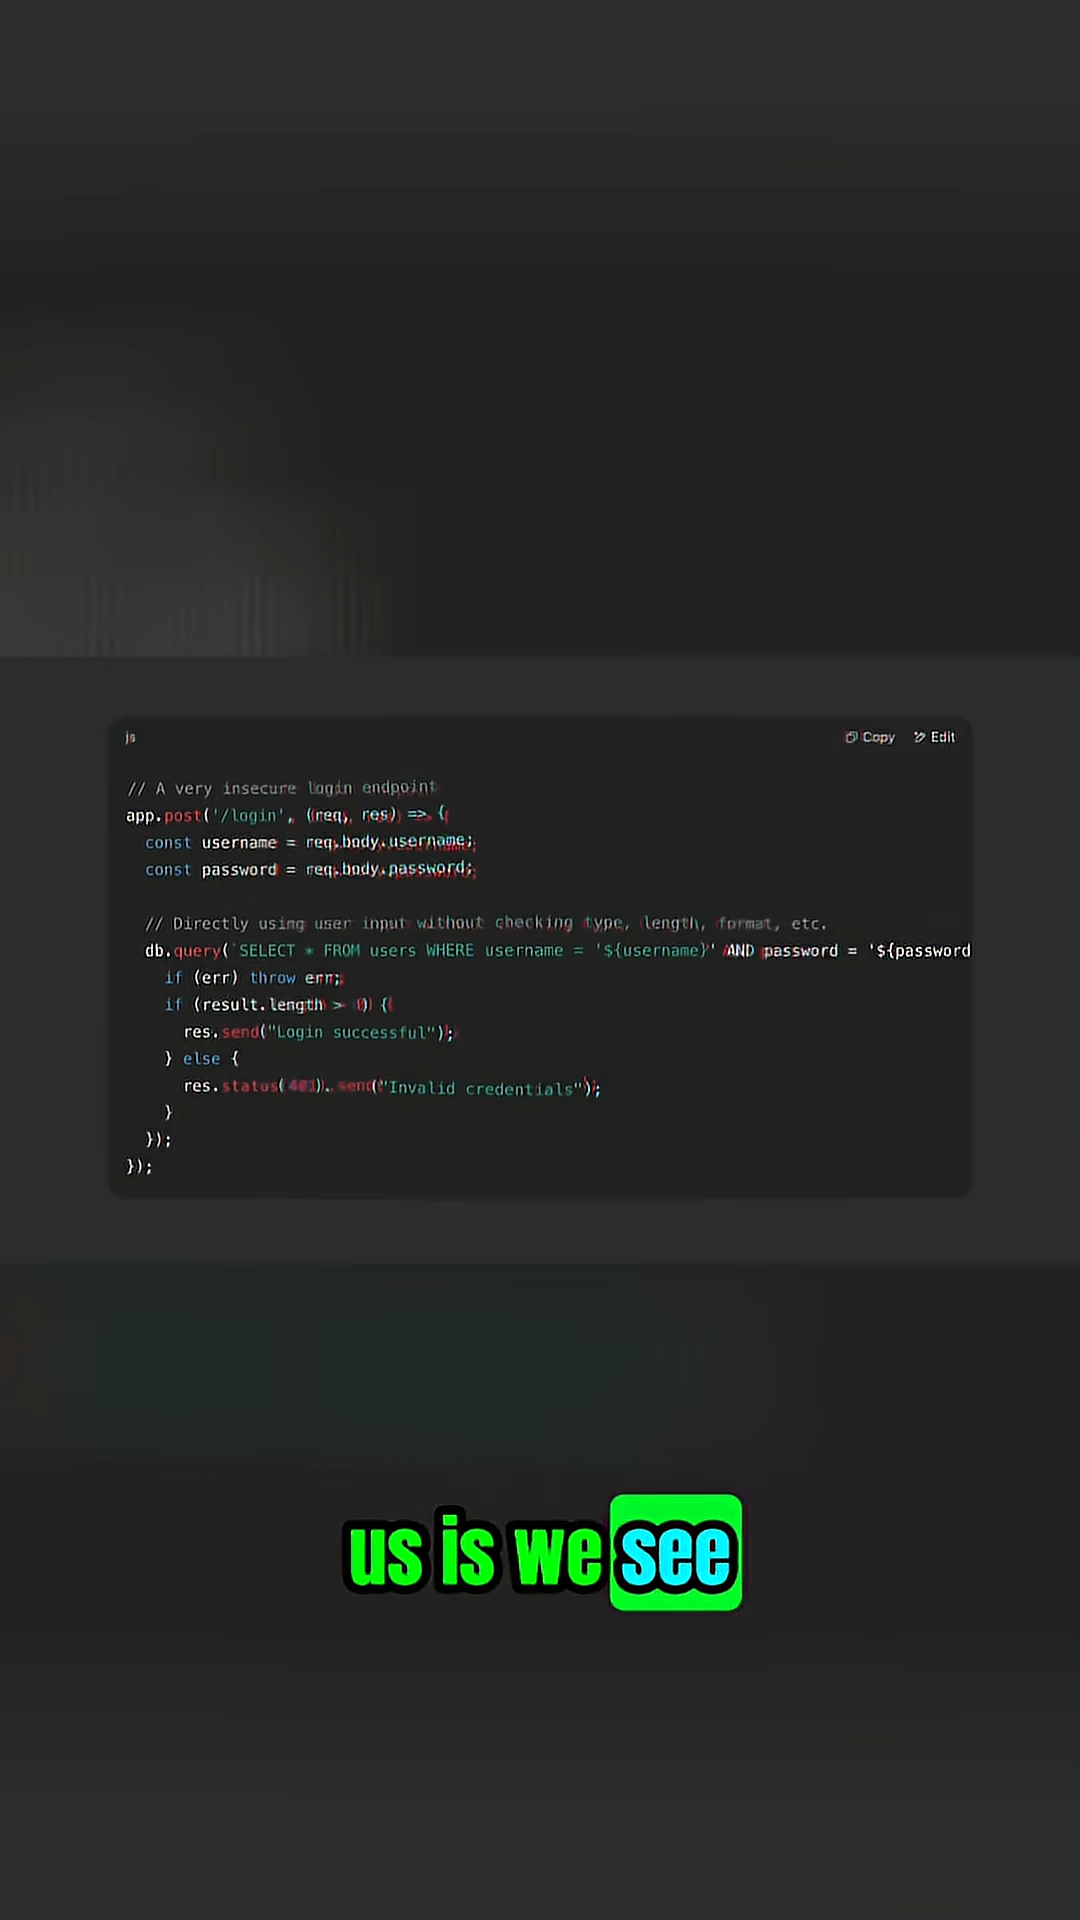 js
Copy
Edit
// A very insecure login endpoint
app.post('/login', (req, res) => {
  const username = req.body.username;
  const password = req.body.password;
  // Directly using user input without checking type, length, format, etc.
  db.query(`SELECT * FROM users WHERE username = '${username}' AND password = '${password
    if (err) throw err;
    if (result.length > 0) {
      res.send("Login successful");
    } else {
      res.status(401).send("Invalid credentials");
    }
  });
});
us is we see